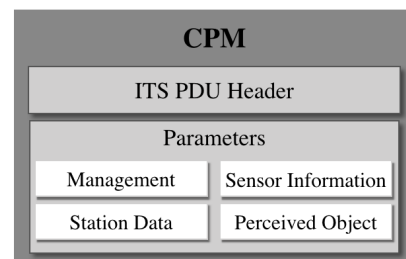 CPM
ITS PDU Header
Parameters
Management
Sensor Information
Station Data
Perceived Object